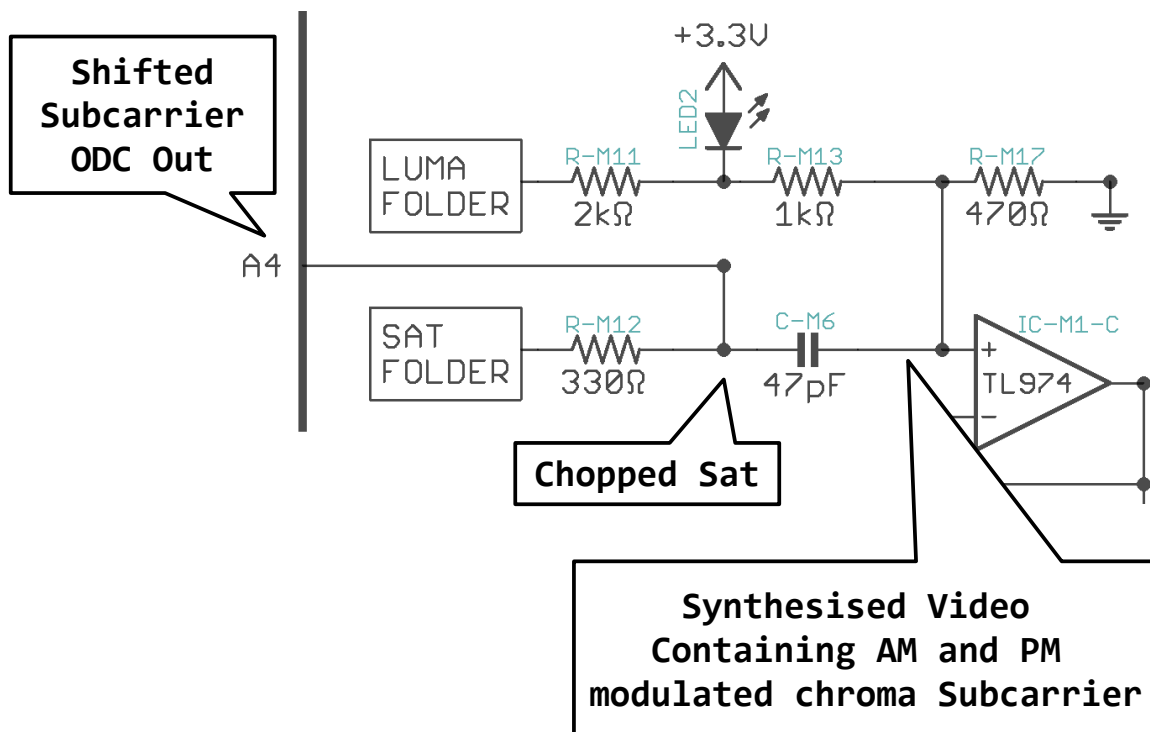 Shifted
Subcarrier
ODC Out
+3.3V
LED2
LUMA
FOLDER
R-M11
2kΩ
R-M13
1kΩ
R-M17
470Ω
A4
SAT
FOLDER
R-M12
330Ω
C-M6
47pF
IC-M1-C
+
TL974
−
Chopped Sat
Synthesised Video
Containing AM and PM
modulated chroma Subcarrier